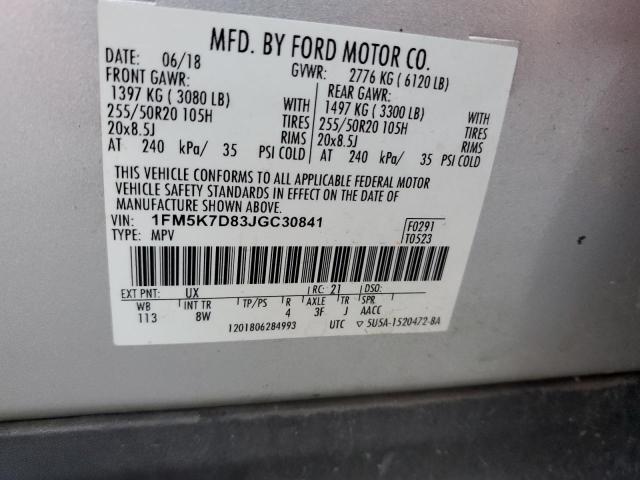 MFD. BY FORD MOTOR CO.
DATE: 06/18 GVWR: 2776 KG ( 6120 LB)
FRONT GAWR: REAR GAWR:
1397 KG ( 3080 LB) WITH 1497 KG ( 3300 LB) WITH
255/50R20 105H TIRES 255/50R20 105H TIRES
20x8.5J RIMS 20x8.5J RIMS
AT 240 kPa/ 35 PSI COLD AT 240 kPa/ 35 PSI COLD
THIS VEHICLE CONFORMS TO ALL APPLICABLE FEDERAL MOTOR
VEHICLE SAFETY STANDARDS IN EFFECT ON THE DATE OF
MANUFACTURE SHOWN ABOVE.
VIN: 1FM5K7D83JGC30841 F0291
TYPE: MPV T0523
EXT PNT: UX RC: 21 DSO:
WB INT TR TP/PS R AXLE TR SPR
113 8W 4 3F J AACC
1201806284993 UTC ▽ 5U5A-1520472-BA